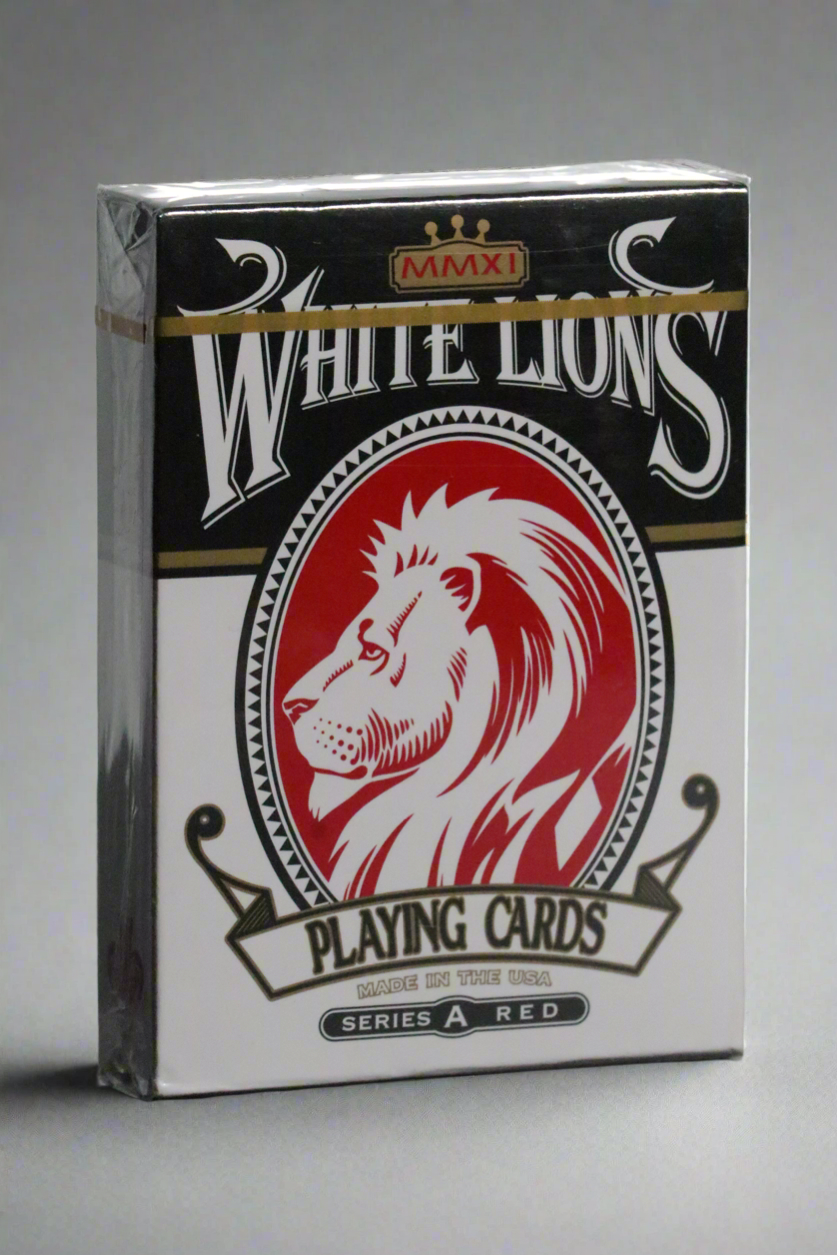 MMXI
WHITE LIONS
PLAYING CARDS
MADE IN THE USA
SERIES A RED